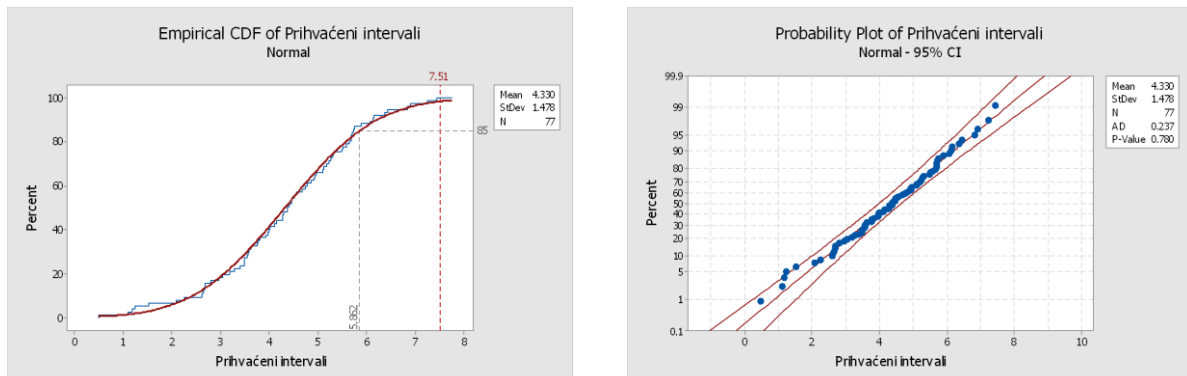 Empirical CDF of Prihvaćeni intervali
Normal
7.51
100
80
60
40
20
0
Percent
85
5.862
0 1 2 3 4 5 6 7 8
Prihvaćeni intervali
Mean 4.330
StDev 1.478
N 77
Probability Plot of Prihvaćeni intervali
Normal - 95% CI
99.9
99
95
90
80
70
60
50
40
30
20
10
5
1
0.1
Percent
0 2 4 6 8 10
Prihvaćeni intervali
Mean 4.330
StDev 1.478
N 77
AD 0.237
P-Value 0.780